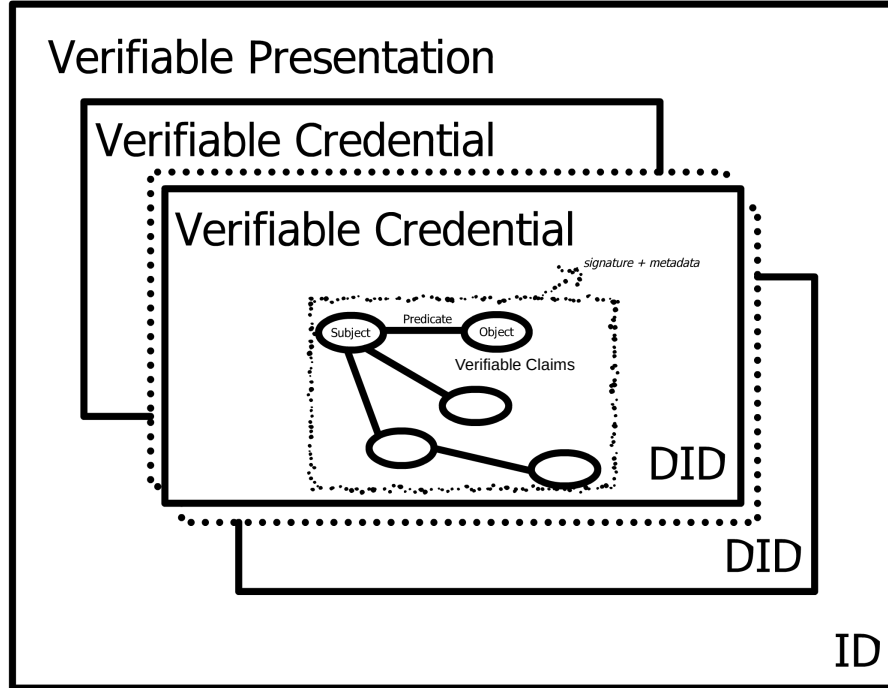 Verifiable Presentation
Verifiable Credential
Verifiable Credential
signature + metadata
Subject
Predicate
Object
Verifiable Claims
DID
DID
ID